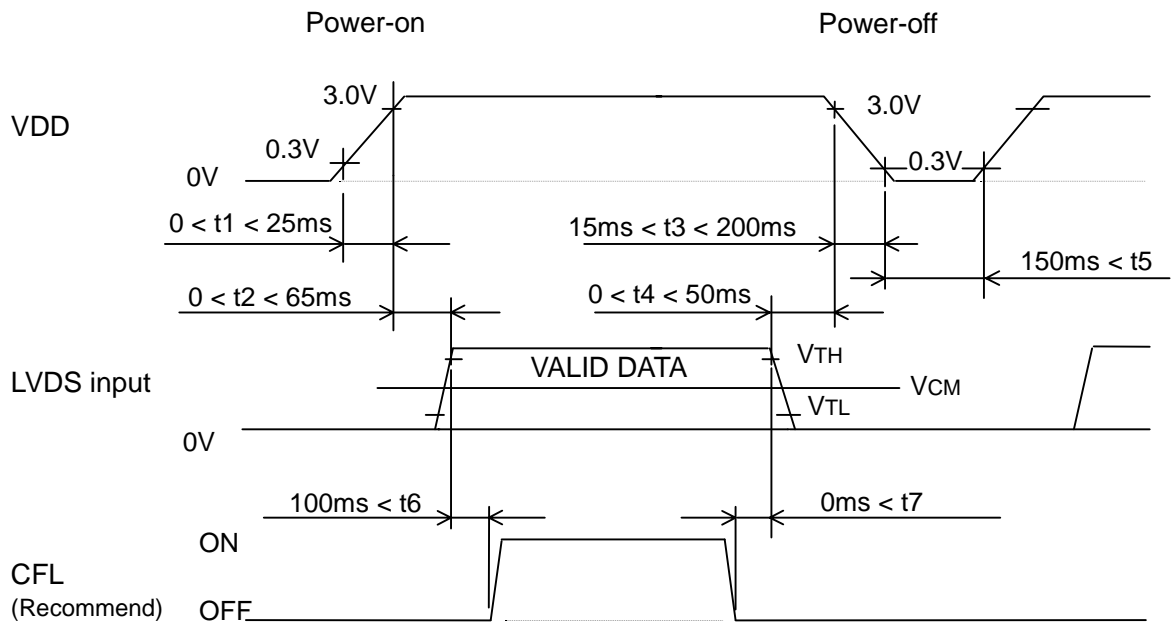 Power-on
Power-off
VDD
3.0V
3.0V
0.3V
0.3V
0V
0 < t1 < 25ms
15ms < t3 < 200ms
150ms < t5
0 < t2 < 65ms
0 < t4 < 50ms
LVDS input
VALID DATA
VTH
VCM
VTL
0V
100ms < t6
0ms < t7
CFL
(Recommend)
ON
OFF